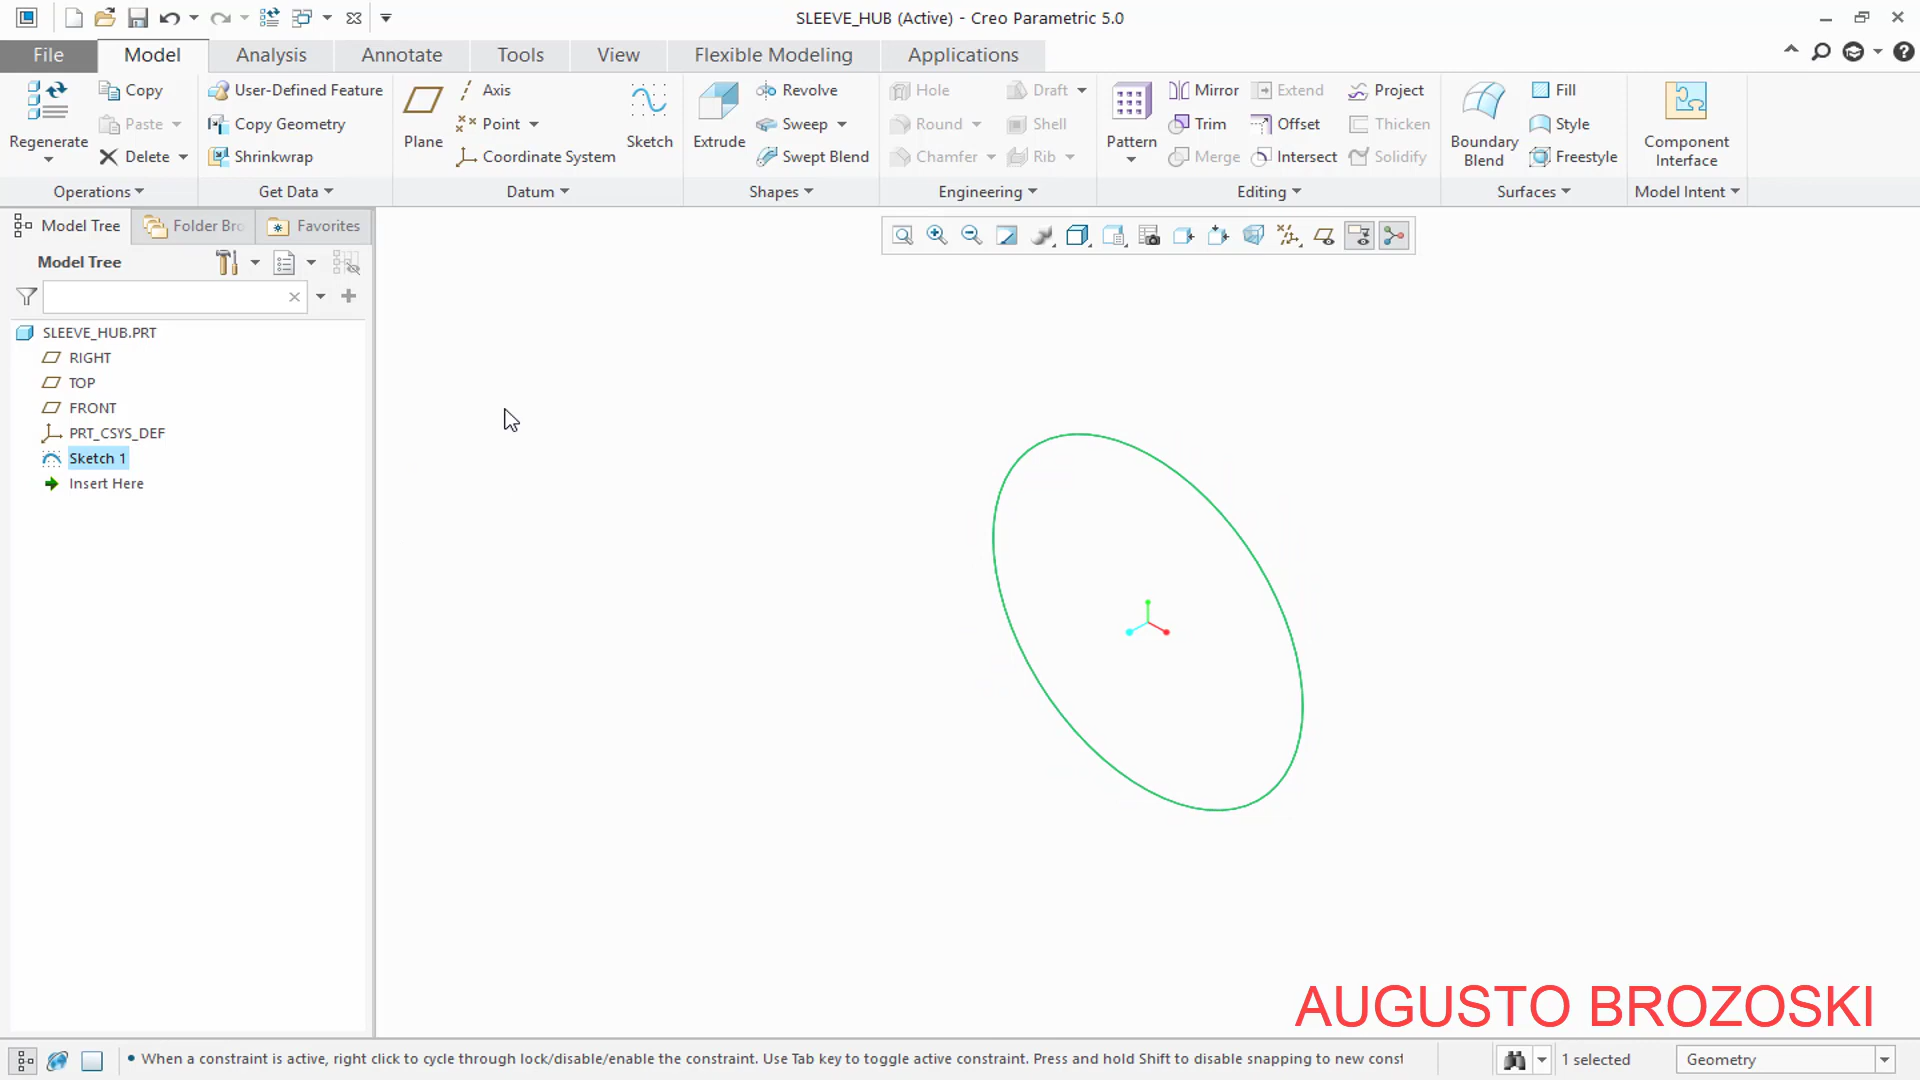 SLEEVE_HUB (Active) - Creo Parametric 5.0
File Model Analysis Annotate Tools View Flexible Modeling Applications
Regenerate
Copy
Paste
Delete
Operations
User-Defined Feature
Copy Geometry
Shrinkwrap
Get Data
Plane
Axis
Point
Coordinate System
Sketch
Datum
Extrude
Revolve
Sweep
Swept Blend
Shapes
Hole
Round
Chamfer
Draft
Shell
Rib
Engineering
Pattern
Mirror
Trim
Merge
Extend
Offset
Intersect
Project
Thicken
Solidify
Editing
Boundary
Blend
Fill
Style
Freestyle
Surfaces
Component
Interface
Model Intent
Model Tree Folder Bro Favorites
Model Tree
SLEEVE_HUB.PRT
RIGHT
TOP
FRONT
PRT_CSYS_DEF
Sketch 1
Insert Here
AUGUSTO BROZOSKI
• When a constraint is active, right click to cycle through lock/disable/enable the constraint. Use Tab key to toggle active constraint. Press and hold Shift to disable snapping to new const
1 selected
Geometry